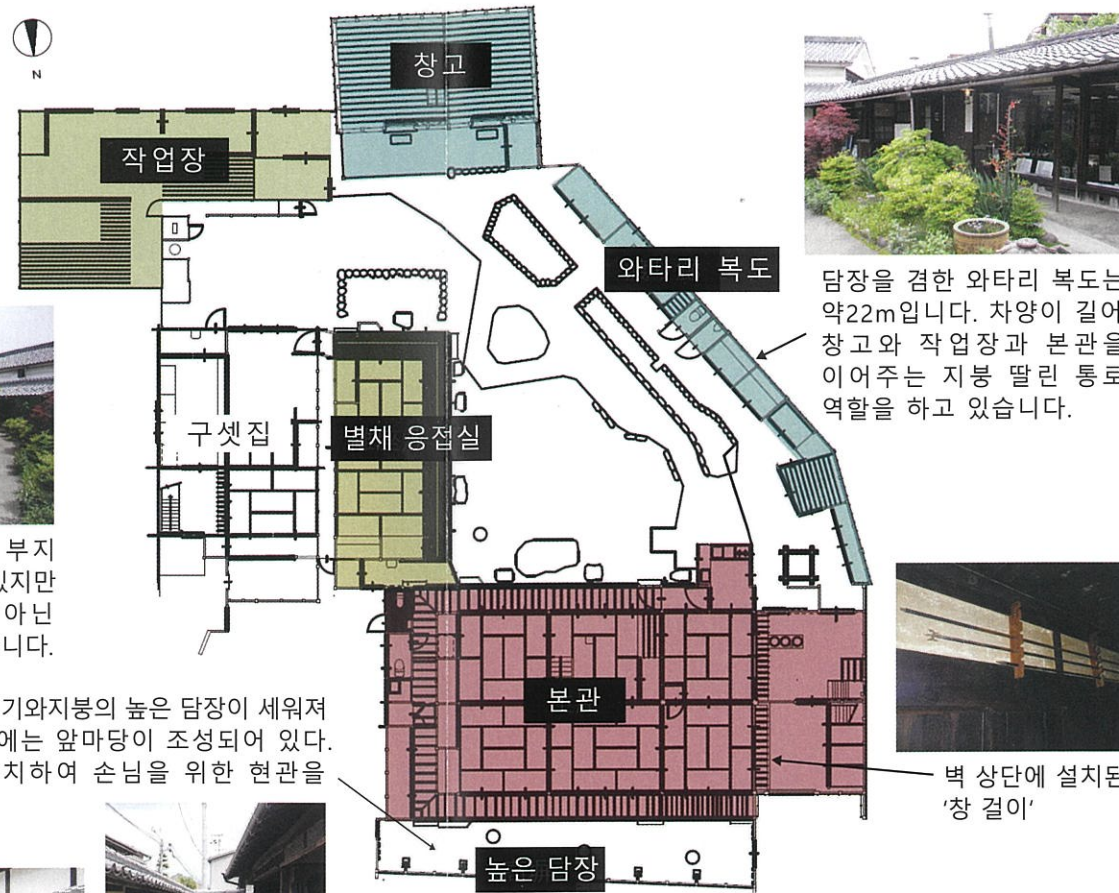 N
창고
작업장
와타리 복도
담장을 겸한 와타리 복도는
약22m입니다. 차양이 길어
창고와 작업장과 본관을
이어주는 지붕 딸린 통로
역할을 하고 있습니다.
구셋집
별채 응접실
부지
있지만
아닌
니다.
본관
기와지붕의 높은 담장이 세워져
에는 앞마당이 조성되어 있다.
치하여 손님을 위한 현관을
벽 상단에 설치된
'창 걸이'
높은 담장